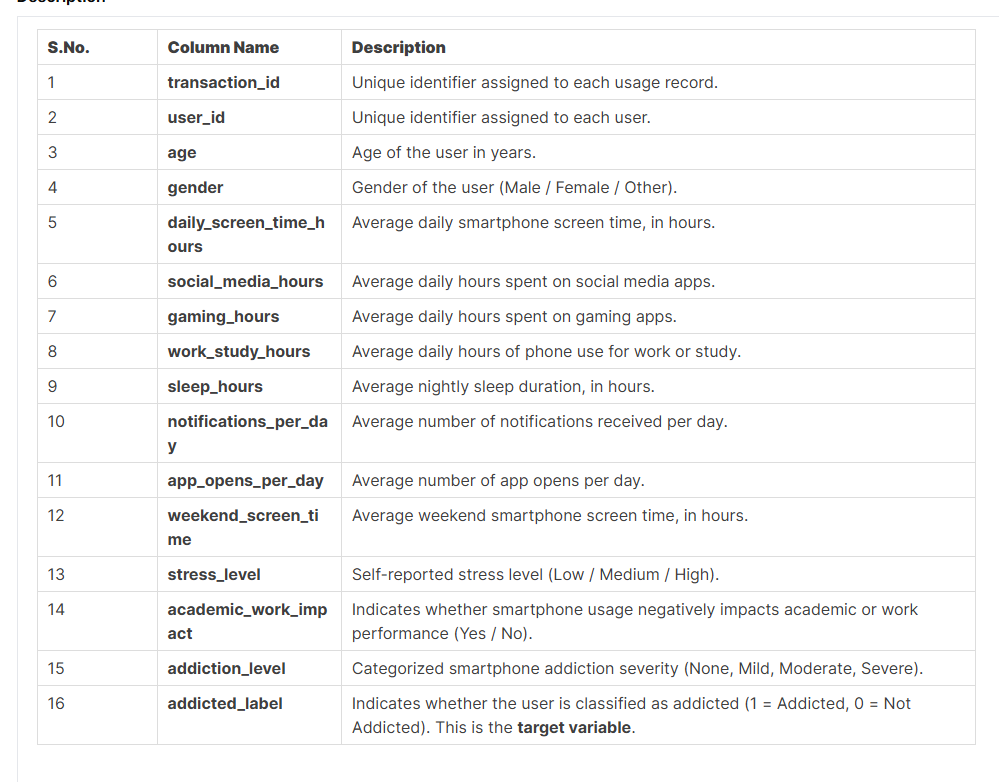 Description
S.No. Column Name Description
1 transaction_id Unique identifier assigned to each usage record.
2 user_id Unique identifier assigned to each user.
3 age Age of the user in years.
4 gender Gender of the user (Male / Female / Other).
5 daily_screen_time_h Average daily smartphone screen time, in hours.
ours
6 social_media_hours Average daily hours spent on social media apps.
7 gaming_hours Average daily hours spent on gaming apps.
8 work_study_hours Average daily hours of phone use for work or study.
9 sleep_hours Average nightly sleep duration, in hours.
10 notifications_per_da Average number of notifications received per day.
y
11 app_opens_per_day Average number of app opens per day.
12 weekend_screen_ti Average weekend smartphone screen time, in hours.
me
13 stress_level Self-reported stress level (Low / Medium / High).
14 academic_work_imp Indicates whether smartphone usage negatively impacts academic or work
act performance (Yes / No).
15 addiction_level Categorized smartphone addiction severity (None, Mild, Moderate, Severe).
16 addicted_label Indicates whether the user is classified as addicted (1 = Addicted, 0 = Not
Addicted). This is the target variable.